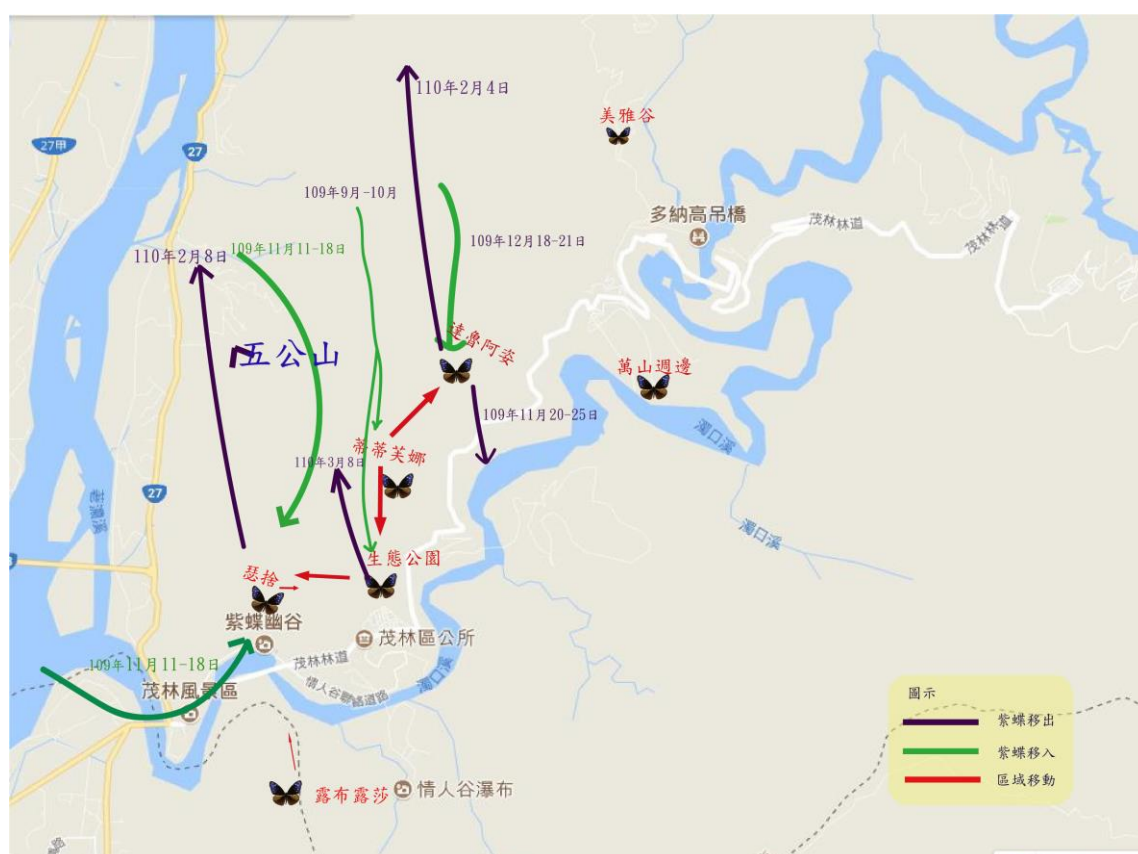 110年2月4日
美雅谷
27甲
27
109年9月-10月
多納高吊橋
茂林林道
茂林林道
109年11月11-18日
110年2月8日
109年12月18-21日
達魯阿姿
五公山
萬山週邊
109年11月20-25日
濁口溪
蒂蒂芙娜
110年3月8日
27
荖濃溪
濁口溪
生態公園
瑟捨
紫蝶幽谷
茂林區公所
茂林林道
濁口溪
109年11月11-18日
情人谷聯絡道路
茂林風景區
圖示
紫蝶移出
紫蝶移入
區域移動
露布露莎
情人谷瀑布